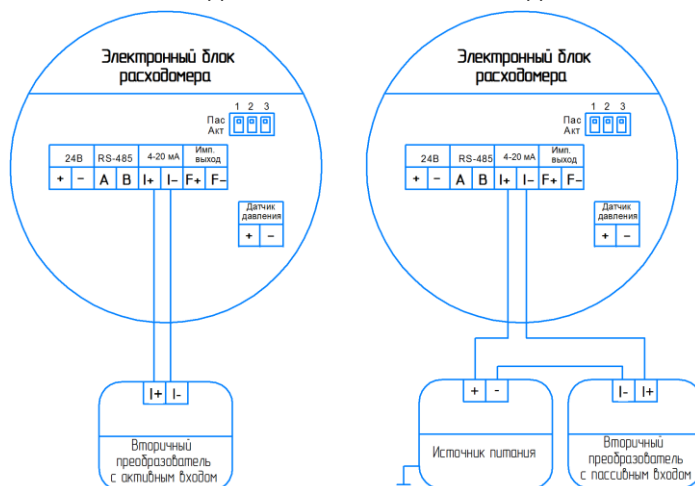 Электронный блок
расходомера
1 2 3
Пас
Акт
24В RS-485 4-20 мА Имп. выход
+ - A B I+ I- F+ F-
Датчик
давления
+ -
I+ I-
Вторичный
преобразователь
с активным входом
Электронный блок
расходомера
1 2 3
Пас
Акт
24В RS-485 4-20 мА Имп. выход
+ - A B I+ I- F+ F-
Датчик
давления
+ -
+ -
Источник питания
I- I+
Вторичный
преобразователь
с пассивным входом